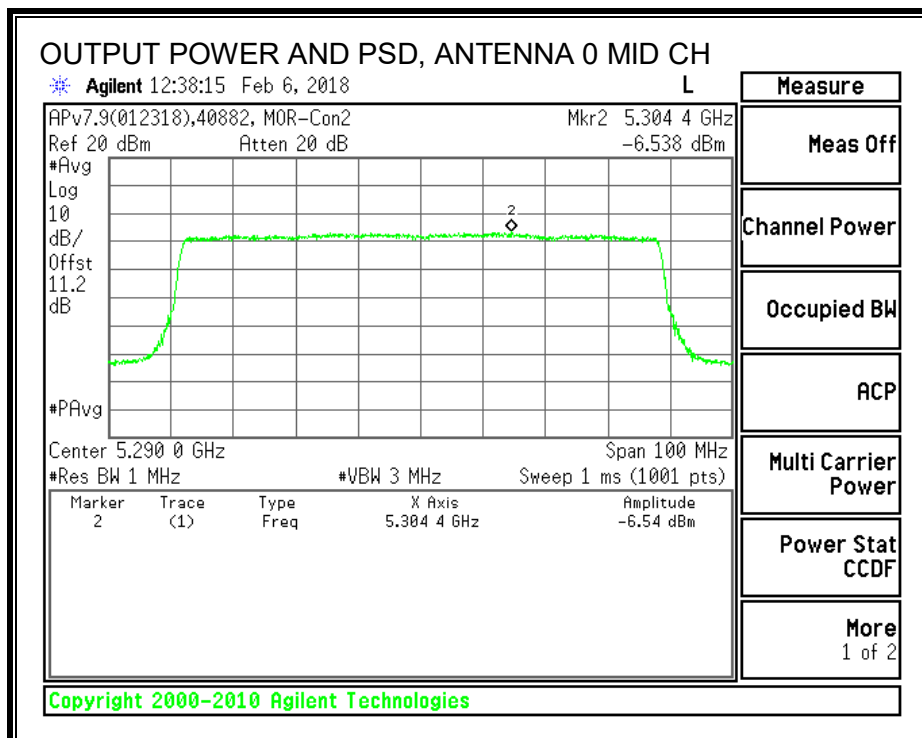 OUTPUT POWER AND PSD, ANTENNA 0 MID CH
Agilent 12:38:15 Feb 6, 2018 L
Measure
APv7.9(012318),40882, MOR-Con2 Mkr2 5.304 4 GHz
Ref 20 dBm Atten 20 dB -6.538 dBm
Meas Off
#Avg
Log
10
dB/
Offst
11.2
dB
2
Channel Power
Occupied BW
#PAvg
ACP
Center 5.290 0 GHz Span 100 MHz
#Res BW 1 MHz #VBW 3 MHz Sweep 1 ms (1001 pts)
Multi Carrier
Power
Marker Trace Type X Axis Amplitude
2 (1) Freq 5.304 4 GHz -6.54 dBm
Power Stat
CCDF
More
1 of 2
Copyright 2000-2010 Agilent Technologies